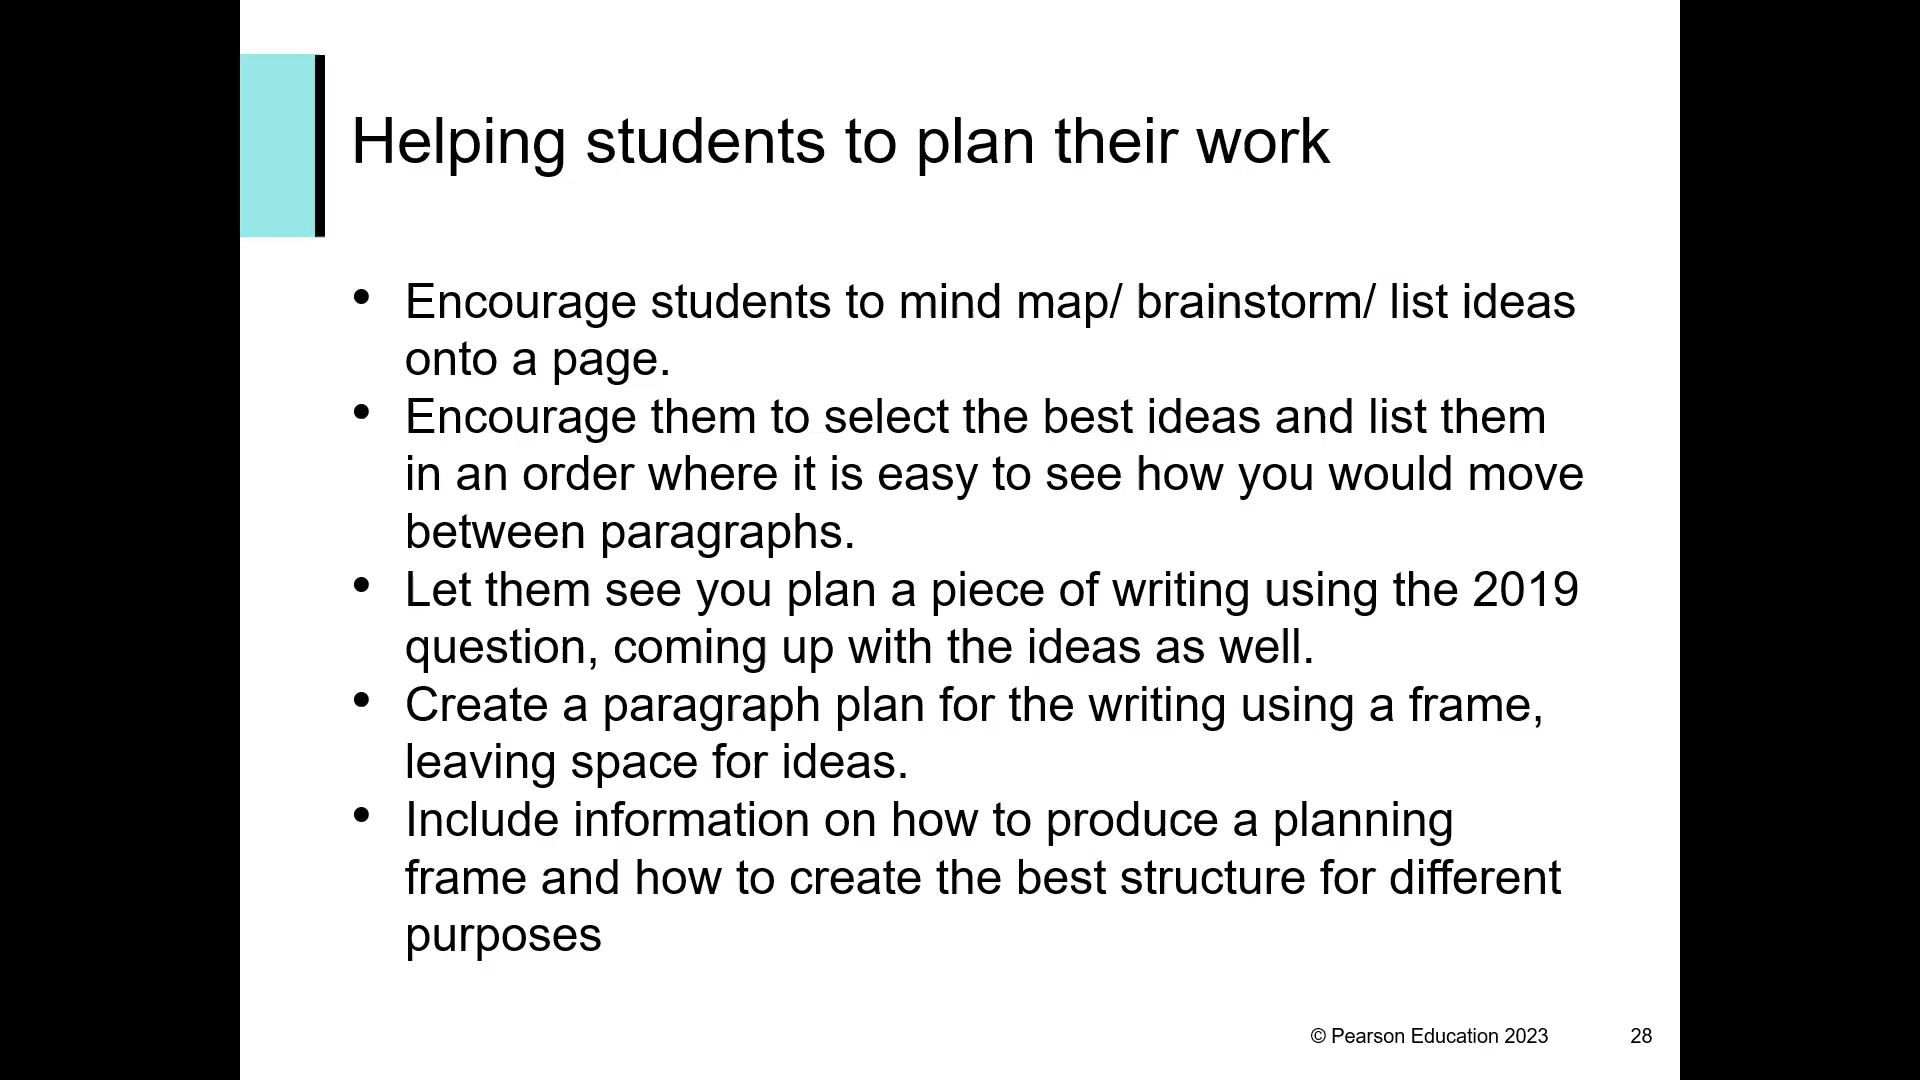 Helping students to plan their work
• Encourage students to mind map/ brainstorm/ list ideas
onto a page.
• Encourage them to select the best ideas and list them
in an order where it is easy to see how you would move
between paragraphs.
• Let them see you plan a piece of writing using the 2019
question, coming up with the ideas as well.
• Create a paragraph plan for the writing using a frame,
leaving space for ideas.
• Include information on how to produce a planning
frame and how to create the best structure for different
purposes
© Pearson Education 2023 28